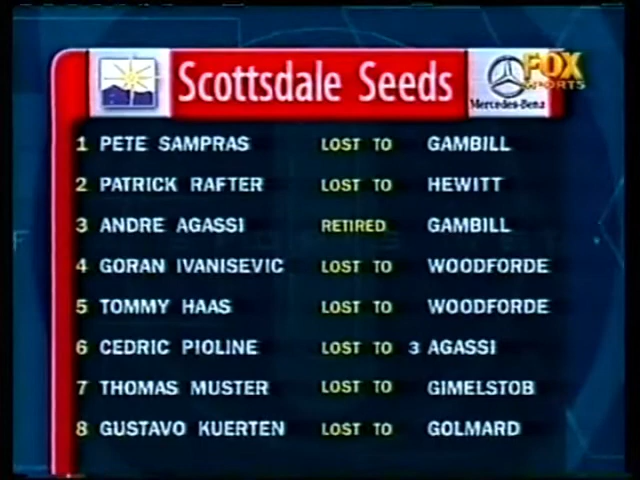 Scottsdale Seeds
Mercedes-Benz
FOX
SPORTS
1 PETE SAMPRAS LOST TO GAMBILL
2 PATRICK RAFTER LOST TO HEWITT
3 ANDRE AGASSI RETIRED GAMBILL
4 GORAN IVANISEVIC LOST TO WOODFORDE
5 TOMMY HAAS LOST TO WOODFORDE
6 CEDRIC PIOLINE LOST TO 3 AGASSI
7 THOMAS MUSTER LOST TO GIMELSTOB
8 GUSTAVO KUERTEN LOST TO GOLMARD